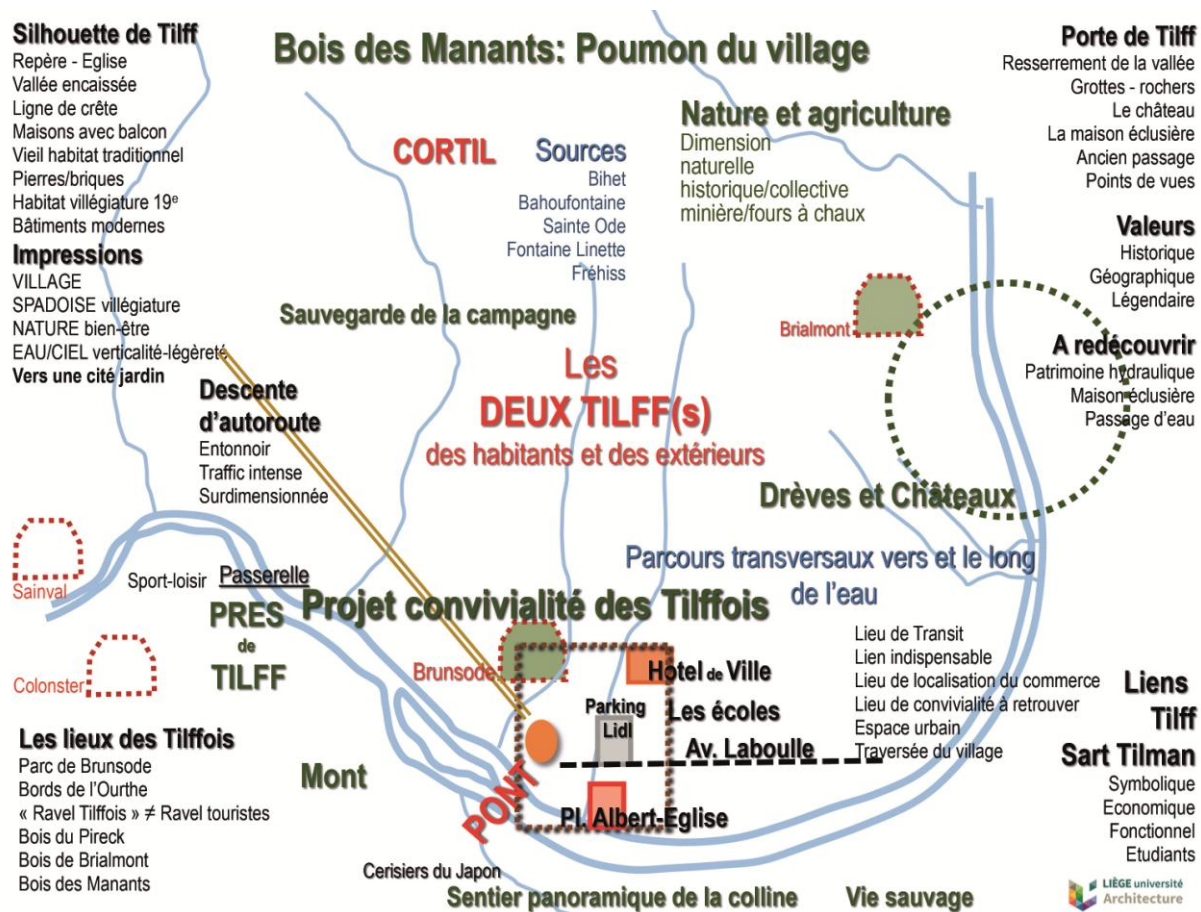 Silhouette de Tilff
Repère - Eglise
Vallée encaissée
Ligne de crête
Maisons avec balcon
Vieil habitat traditionnel
Pierres/briques
Habitat villégiature 19e
Bâtiments modernes
Impressions
VILLAGE
SPADOISE villégiature
NATURE bien-être
EAU/CIEL verticalité-légèreté
Vers une cité jardin
Bois des Manants: Poumon du village
CORTIL
Sources
Bihet
Bahoufontaine
Sainte Ode
Fontaine Linette
Fréhiss
Nature et agriculture
Dimension
naturelle
historique/collective
minière/fours à chaux
Porte de Tilff
Resserrement de la vallée
Grottes - rochers
Le château
La maison éclusière
Ancien passage
Points de vues
Valeurs
Historique
Géographique
Légendaire
A redécouvrir
Patrimoine hydraulique
Maison éclusière
Passage d'eau
Brialmont
Sauvegarde de la campagne
Les
DEUX TILFF(s)
des habitants et des extérieurs
Descente
d'autoroute
Entonnoir
Traffic intense
Surdimensionnée
Drèves et Châteaux
Parcours transversaux vers et le long
de l'eau
Sainval
Sport-loisir
Passerelle
PRES
de
TILFF
Colonster
Projet convivialité des Tilffois
Brunsode
Hotel de Ville
Parking
Lidl
Les écoles
Av. Laboulle
PONT
Pl. Albert-Eglise
Lieu de Transit
Lien indispensable
Lieu de localisation du commerce
Lieu de convivialité à retrouver
Espace urbain
Traversée du village
Liens
Tilff
Sart Tilman
Symbolique
Economique
Fonctionnel
Etudiants
Les lieux des Tilffois
Parc de Brunsode
Bords de l'Ourthe
« Ravel Tilffois » ≠ Ravel touristes
Bois du Pireck
Bois de Brialmont
Bois des Manants
Mont
Cerisiers du Japon
Sentier panoramique de la colline
Vie sauvage
LIÈGE université
Architecture